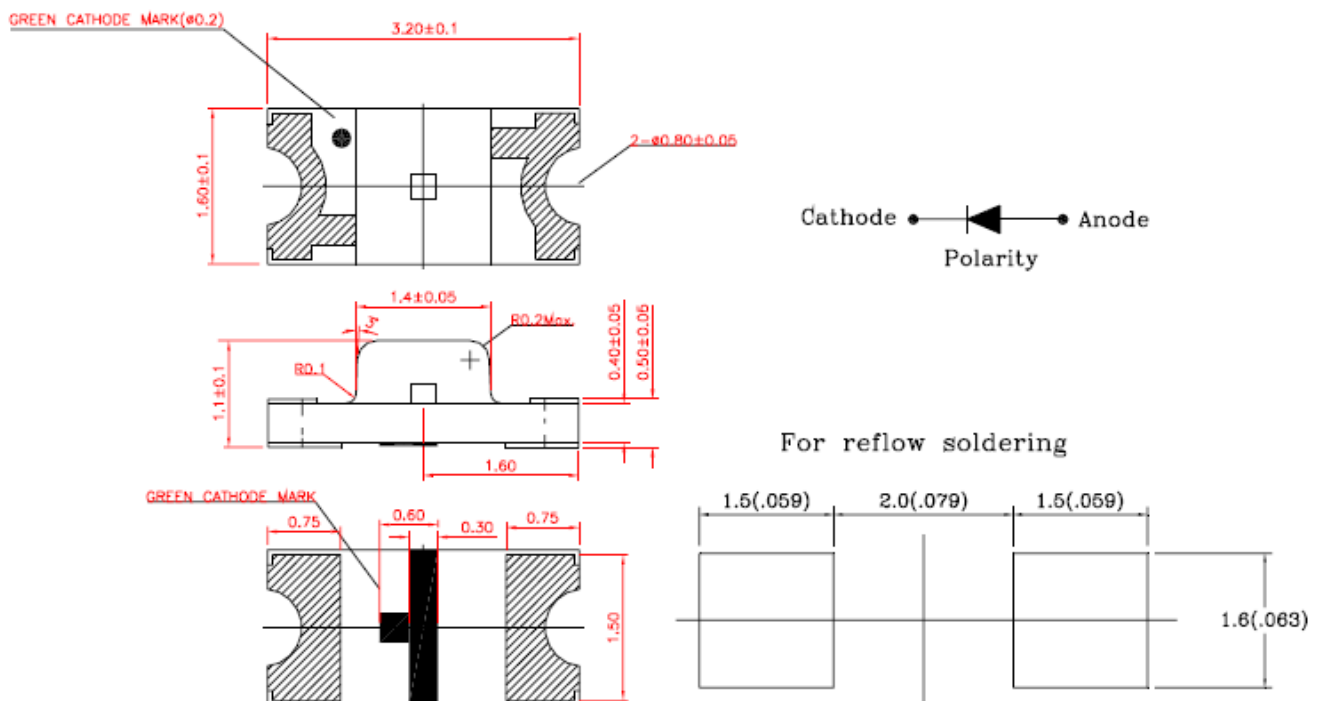 GREEN CATHODE MARK(ø0.2)
3.20±0.1
1.60±0.1
2-ø0.80±0.05
Cathode
Anode
Polarity
1.4±0.05
R0.2Max.
R0.1
1.1±0.1
0.40±0.05
0.50±0.05
1.60
For reflow soldering
GREEN CATHODE MARK
0.75
0.60
0.30
0.75
1.50
1.5(.059)
2.0(.079)
1.5(.059)
1.6(.063)